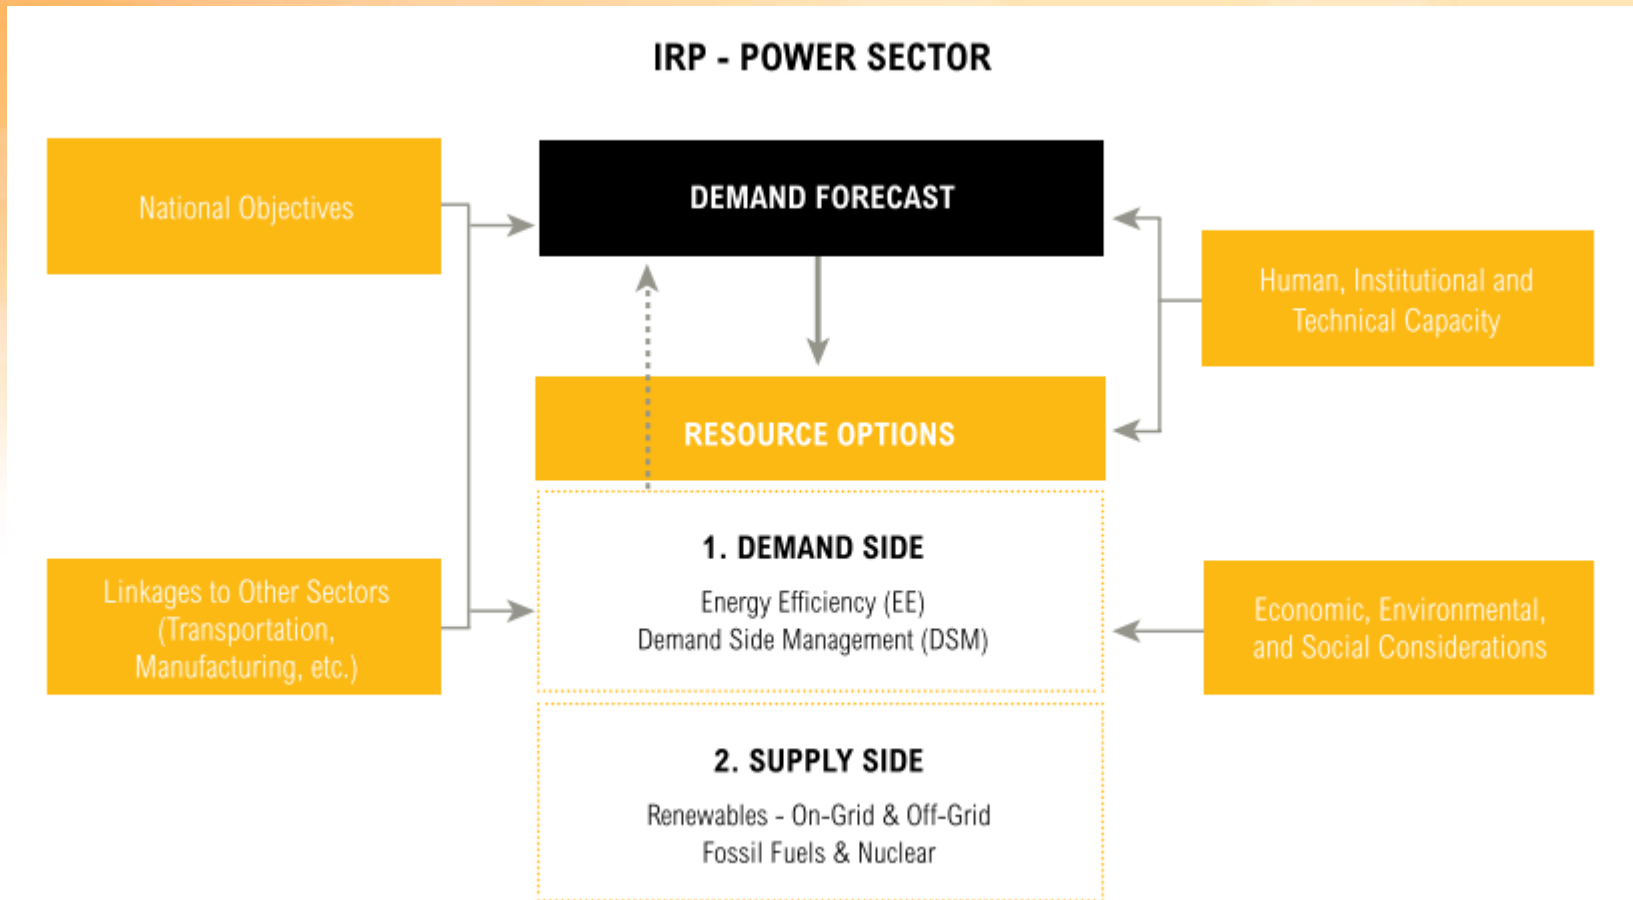 IRP - POWER SECTOR
National Objectives
DEMAND FORECAST
Human, Institutional and
Technical Capacity
RESOURCE OPTIONS
1. DEMAND SIDE
Energy Efficiency (EE)
Demand Side Management (DSM)
Linkages to Other Sectors
(Transportation,
Manufacturing, etc.)
Economic, Environmental,
and Social Considerations
2. SUPPLY SIDE
Renewables - On-Grid & Off-Grid
Fossil Fuels & Nuclear